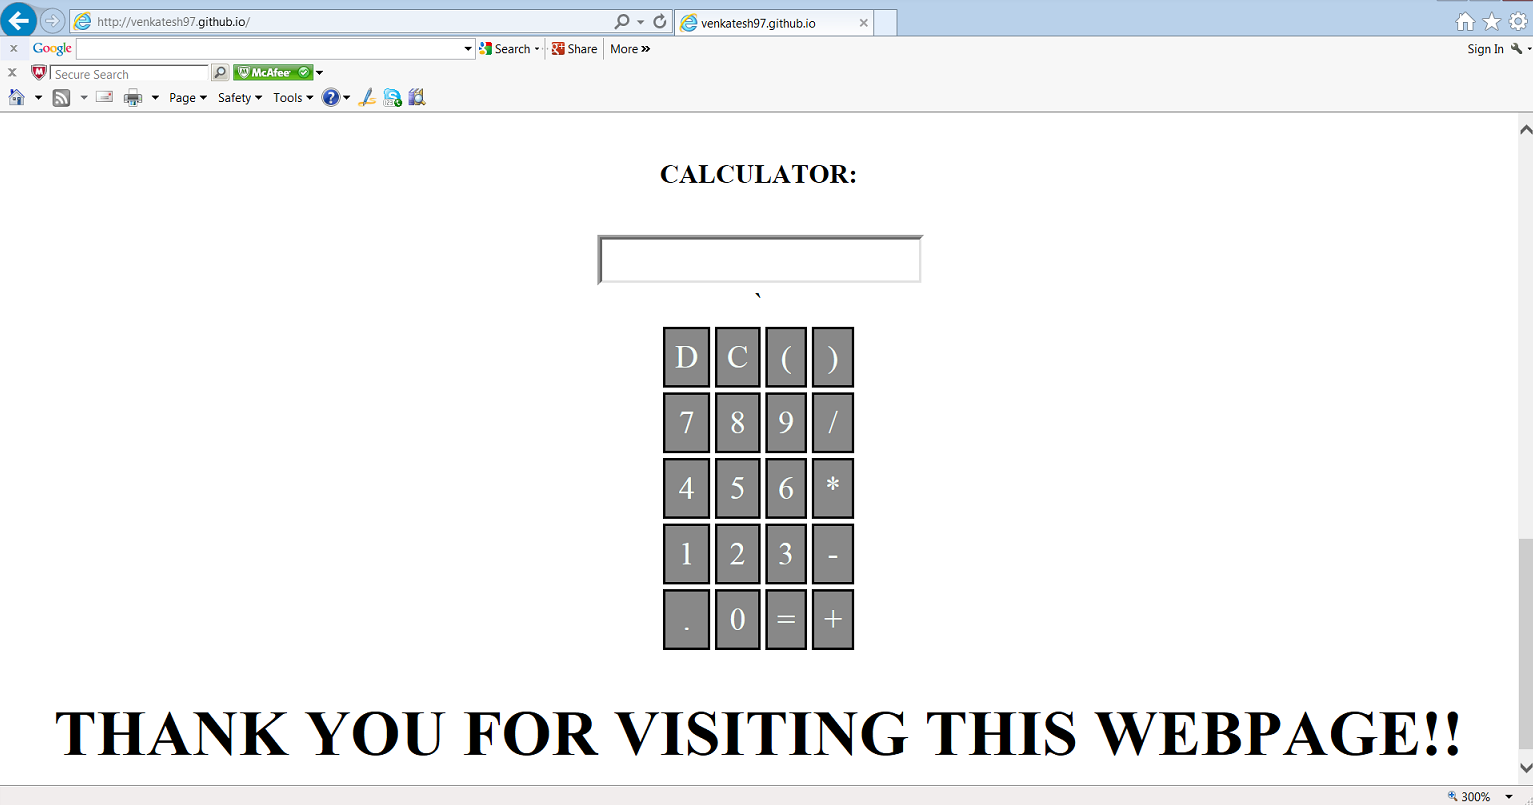 http://venkatesh97.github.io/
venkatesh97.github.io
Google Search Share More »
Sign In
Secure Search McAfee
Page Safety Tools
CALCULATOR:
`
D C ( )
7 8 9 /
4 5 6 *
1 2 3 -
. 0 = +
THANK YOU FOR VISITING THIS WEBPAGE!!
300%